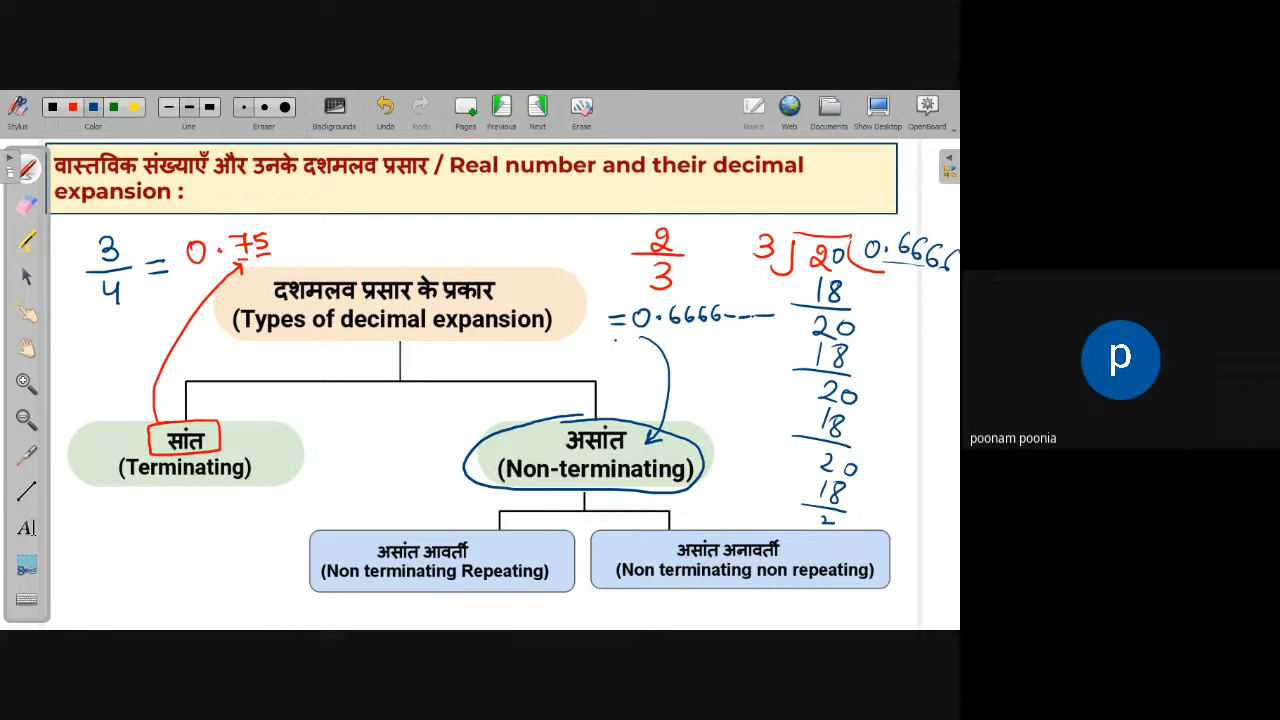 Stylus
Color
Line
Eraser
Backgrounds
Undo
Redo
Pages
Previous
Next
Erase
Board
Web
Documents
Show Desktop
OpenBoard
वास्तविक संख्याएँ और उनके दशमलव प्रसार / Real number and their decimal
expansion :
3/4 = 0.75
दशमलव प्रसार के प्रकार
(Types of decimal expansion)
2/3
= 0.6666----
3 20 0.6666
18
20
18
20
18
20
18
2
सांत
(Terminating)
असांत
(Non-terminating)
असांत आवर्ती
(Non terminating Repeating)
असांत अनावर्ती
(Non terminating non repeating)
p
poonam poonia